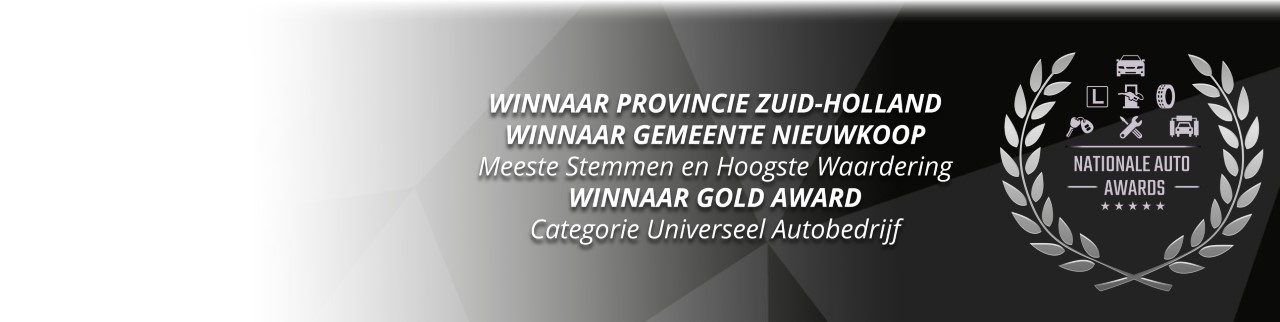 WINNAAR PROVINCIE ZUID-HOLLAND
WINNAAR GEMEENTE NIEUWKOOP
Meeste Stemmen en Hoogste Waardering
WINNAAR GOLD AWARD
Categorie Universeel Autobedrijf
L
NATIONALE AUTO
AWARDS